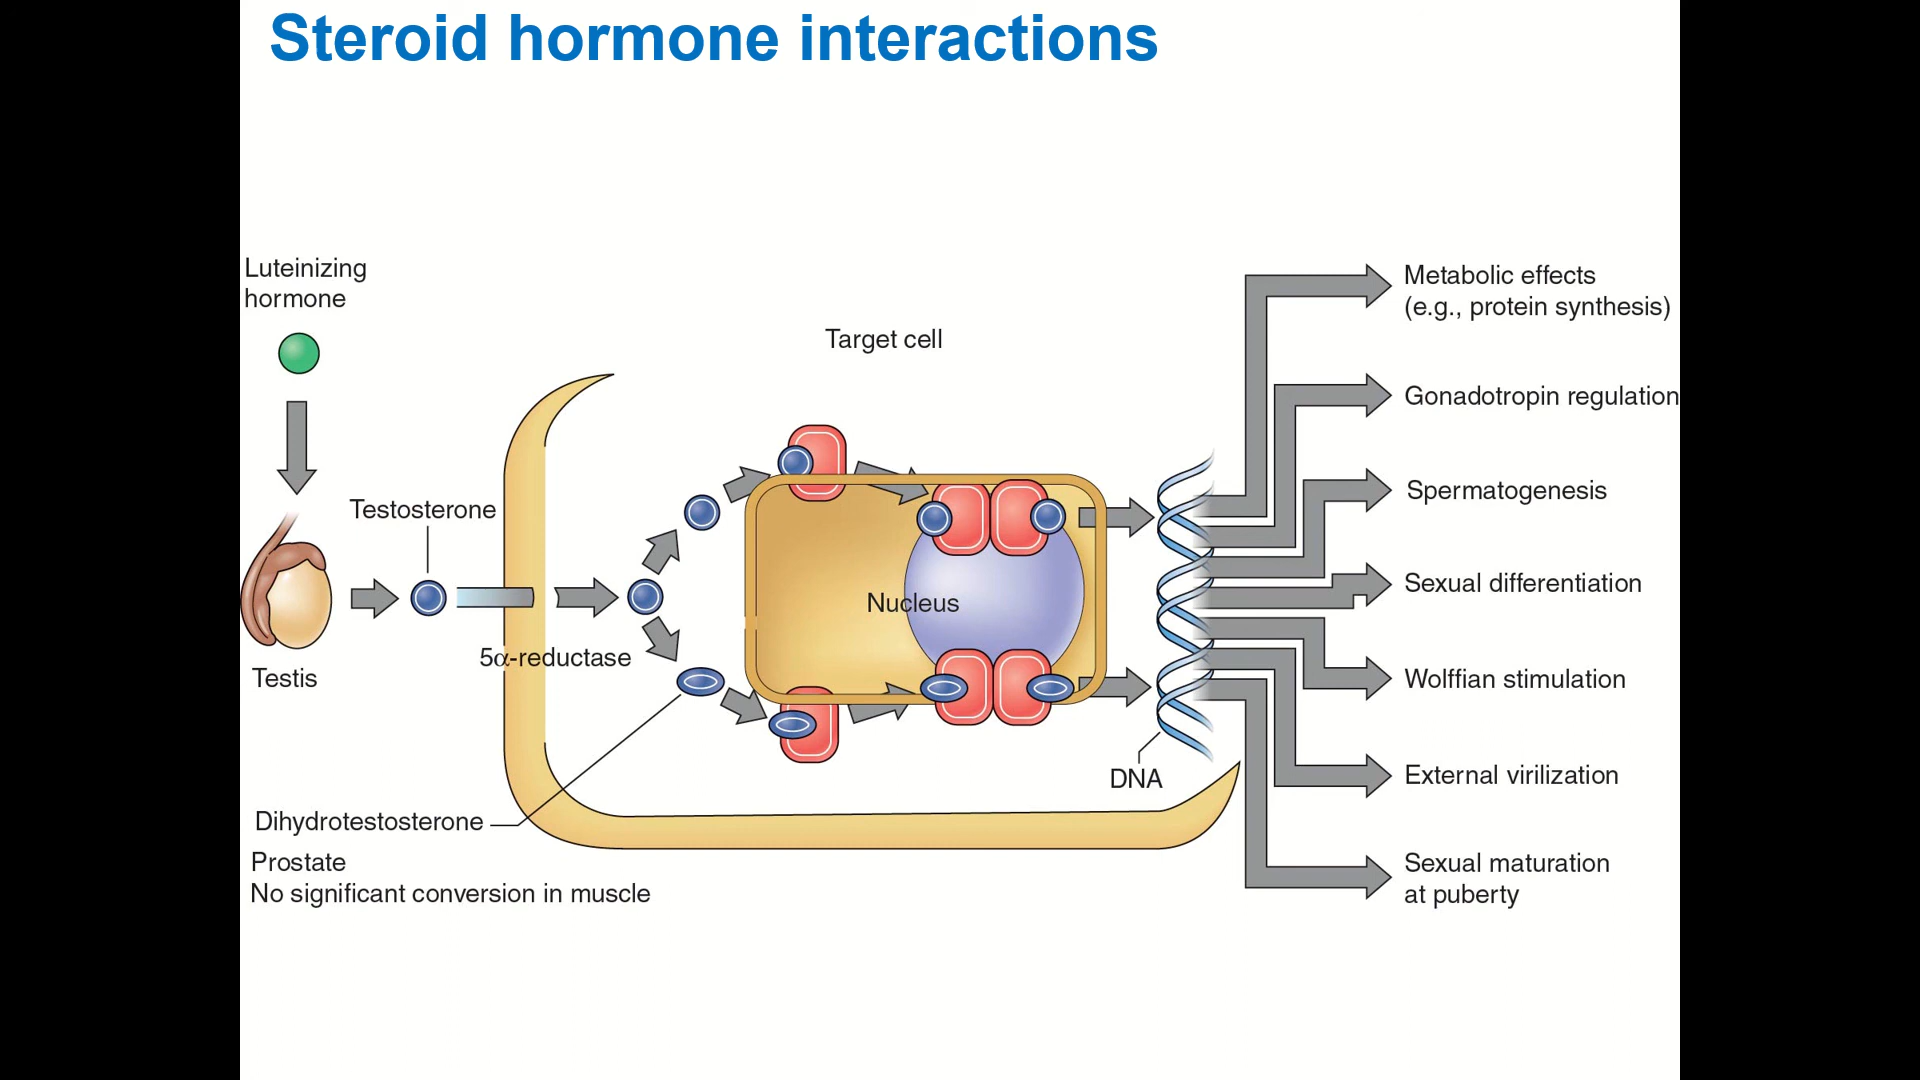 Steroid hormone interactions
Luteinizing
hormone
Target cell
Testosterone
Nucleus
5α-reductase
Testis
DNA
Dihydrotestosterone
Prostate
No significant conversion in muscle
Metabolic effects
(e.g., protein synthesis)
Gonadotropin regulation
Spermatogenesis
Sexual differentiation
Wolffian stimulation
External virilization
Sexual maturation
at puberty